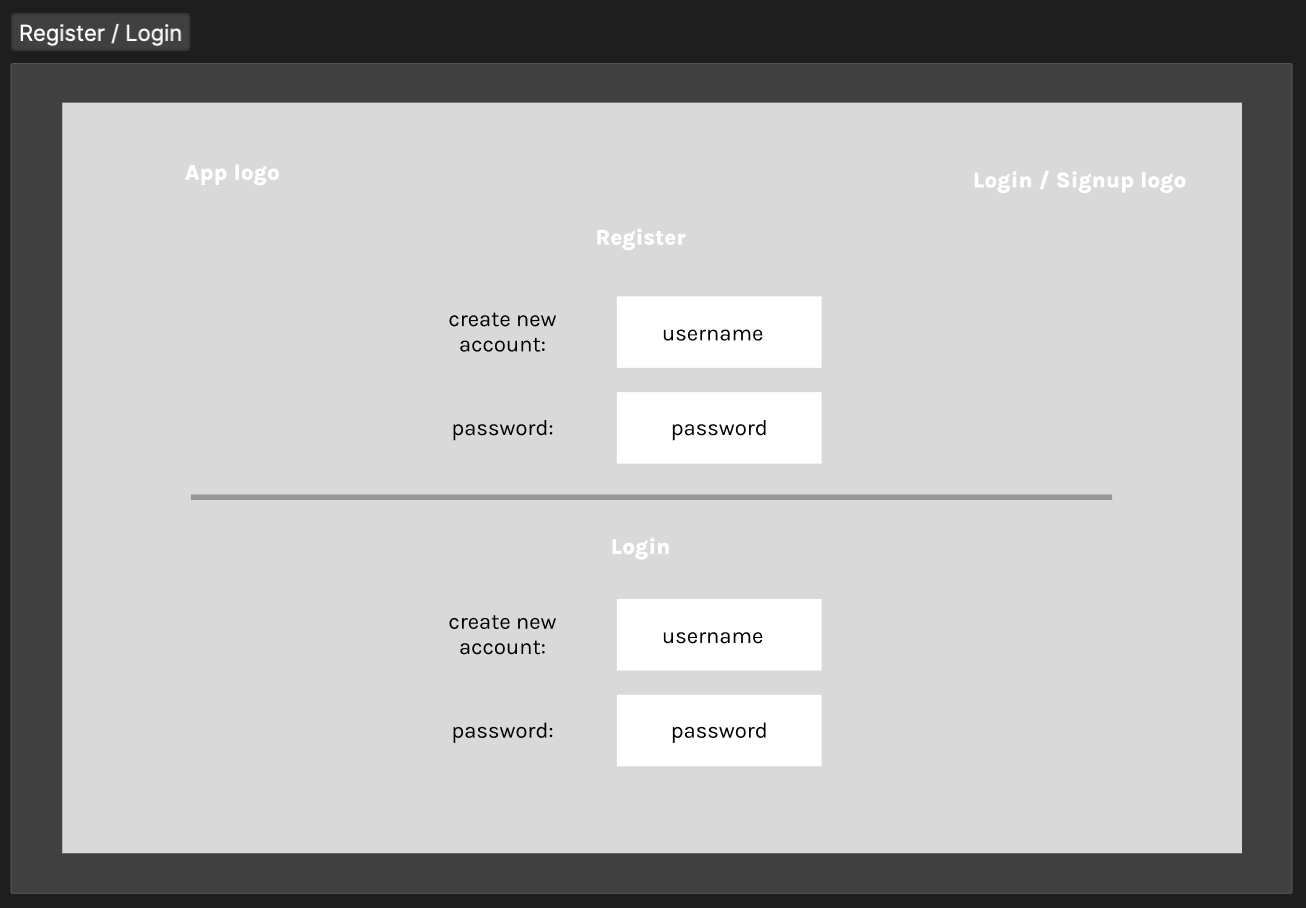 Register / Login
App logo
Login / Signup logo
Register
create new
account:
username
password:
password
Login
create new
account:
username
password:
password